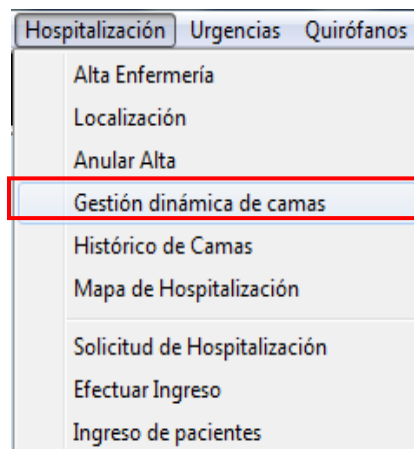 Hospitalización Urgencias Quirófanos
Alta Enfermería
Localización
Anular Alta
Gestión dinámica de camas
Histórico de Camas
Mapa de Hospitalización
Solicitud de Hospitalización
Efectuar Ingreso
Ingreso de pacientes